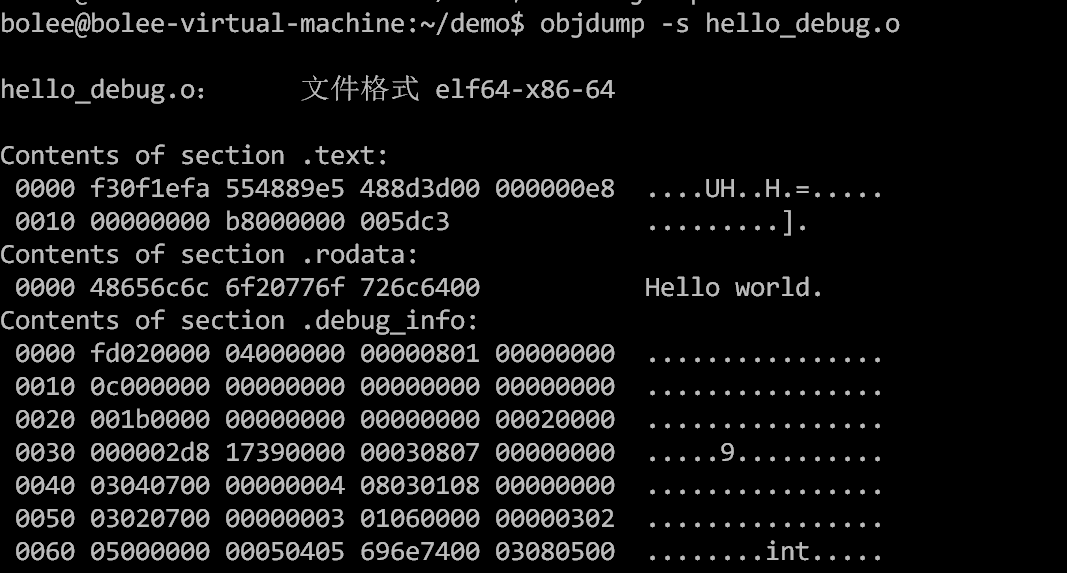 bolee@bolee-virtual-machine:~/demo$ objdump -s hello_debug.o
hello_debug.o：     文件格式 elf64-x86-64
Contents of section .text:
 0000 f30f1efa 554889e5 488d3d00 000000e8  ....UH..H.=.....
 0010 00000000 b8000000 005dc3             .........].
Contents of section .rodata:
 0000 48656c6c 6f20776f 726c6400           Hello world.
Contents of section .debug_info:
 0000 fd020000 04000000 00000801 00000000  ................
 0010 0c000000 00000000 00000000 00000000  ................
 0020 001b0000 00000000 00000000 00020000  ................
 0030 000002d8 17390000 00030807 00000000  .....9..........
 0040 03040700 00000004 08030108 00000000  ................
 0050 03020700 00000003 01060000 00000302  ................
 0060 05000000 00050405 696e7400 03080500  ........int.....